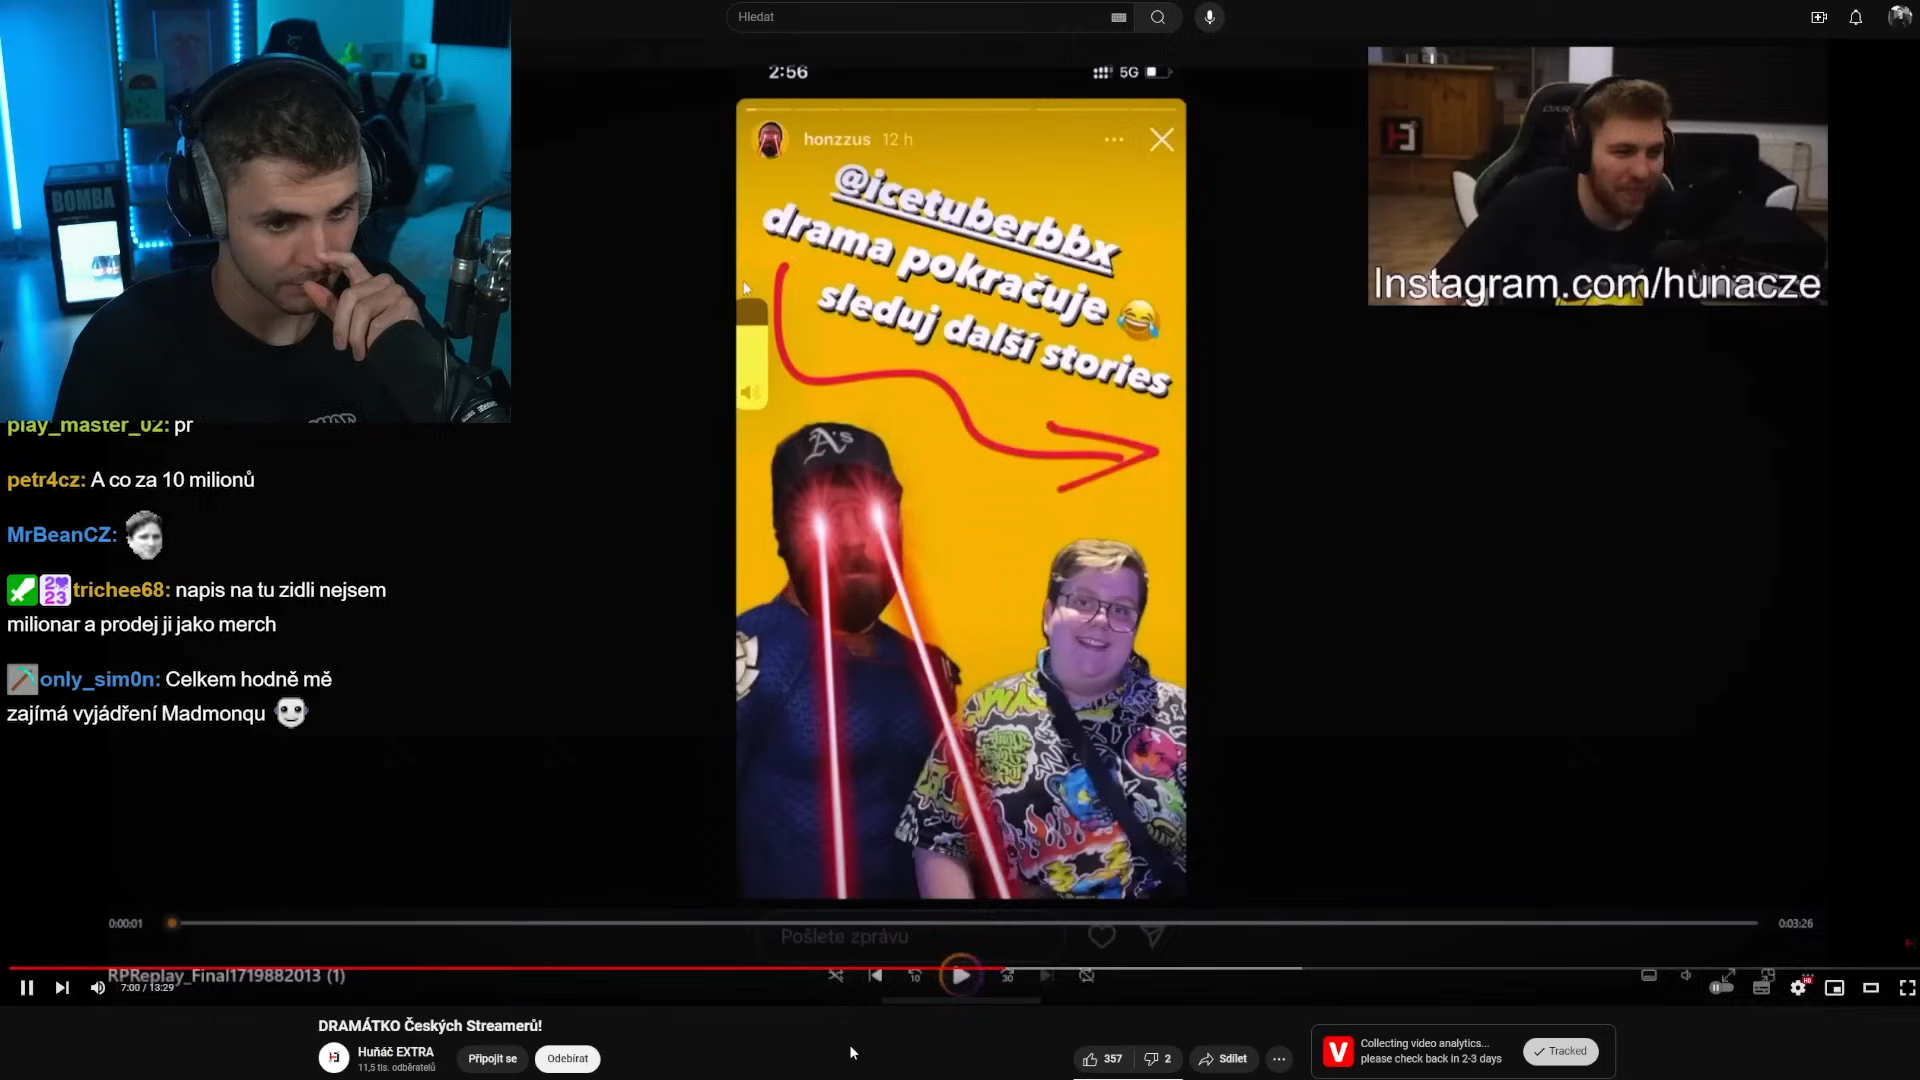 Hledat
BOMBA
play_master_02: pr
petr4cz: A co za 10 milionů
MrBeanCZ:
trichee68: napis na tu zidli nejsem
milionar a prodej ji jako merch
only_sim0n: Celkem hodně mě
zajímá vyjádření Madmonqu
2:56
5G
honzzus 12 h
@icetuberbbx
drama pokračuje 😂
sleduj další stories
A's
Instagram.com/hunacze
0:00:01
0:03:26
Pošlete zprávu
RPReplay_Final1719882013 (1)
10
30
7:00 / 13:29
HD
DRAMÁTKO Českých Streamerů!
Huňáč EXTRA
11,5 tis. odběratelů
Připojit se
Odebírat
357
2
Sdílet
Collecting video analytics...
please check back in 2-3 days
Tracked